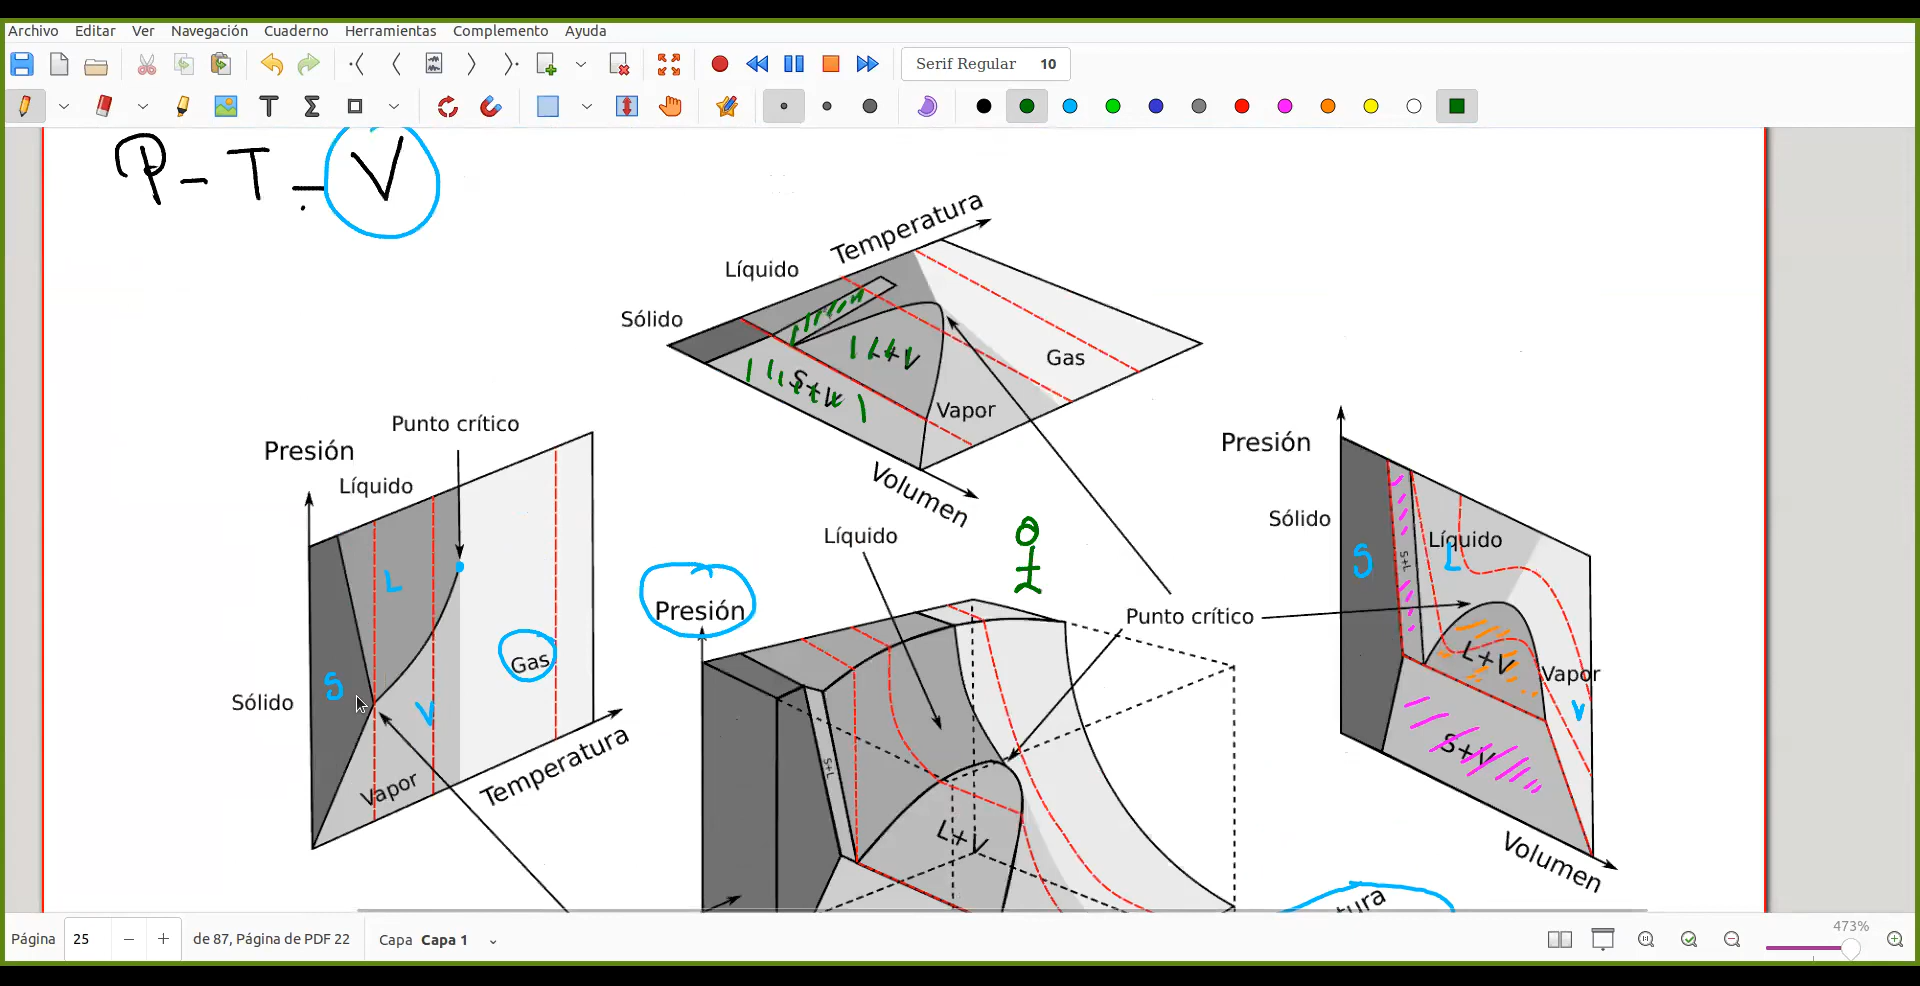 Archivo Editar Ver Navegación Cuaderno Herramientas Complemento Ayuda
Serif Regular 10
P - T - V
Temperatura
Líquido
Sólido
L+V
S+V
Gas
Vapor
Volumen
Punto crítico
Presión
Líquido
L
S
Gas
V
Sólido
Vapor
Temperatura
Líquido
Presión
S+L
L+V
Punto crítico
Presión
Sólido
S
S+L
Líquido
L
L+V
Vapor
V
S+V
Volumen
tura
Página 25 de 87, Página de PDF 22 Capa Capa 1
473%